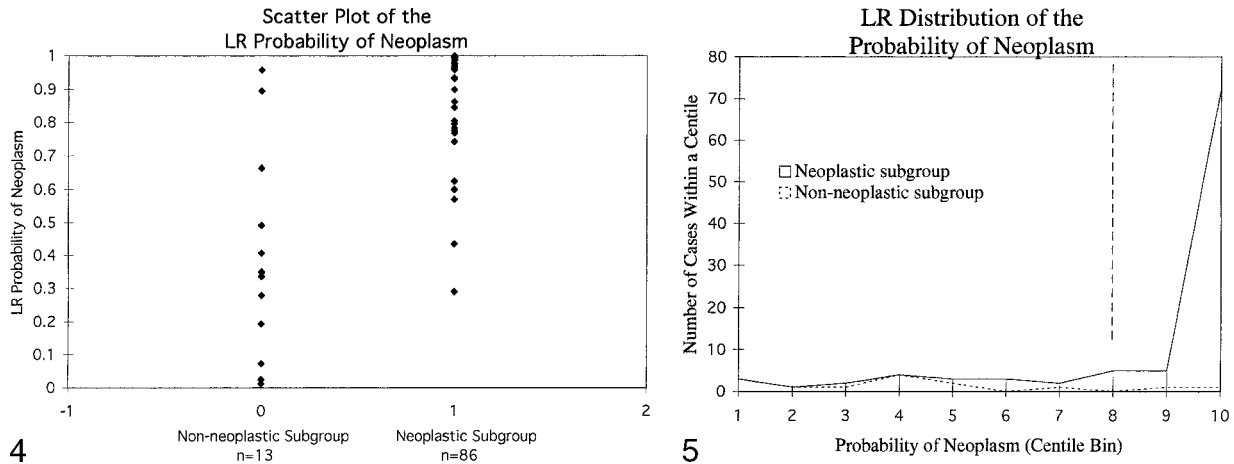 Scatter Plot of the
LR Probability of Neoplasm
LR Probability of Neoplasm
1
0.9
0.8
0.7
0.6
0.5
0.4
0.3
0.2
0.1
0
-1 0 1 2
Non-neoplastic Subgroup
n=13
Neoplastic Subgroup
n=86
4
LR Distribution of the
Probability of Neoplasm
Number of Cases Within a Centile
80
70
60
50
40
30
20
10
0
Neoplastic subgroup
Non-neoplastic subgroup
1 2 3 4 5 6 7 8 9 10
Probability of Neoplasm (Centile Bin)
5